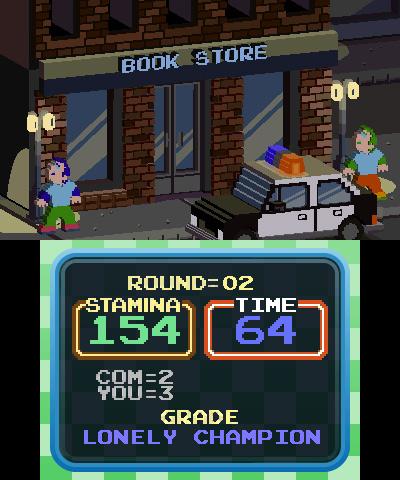 BOOK STORE
ROUND=02
STAMINA TIME
154 64
COM=2
YOU=3
GRADE
LONELY CHAMPION